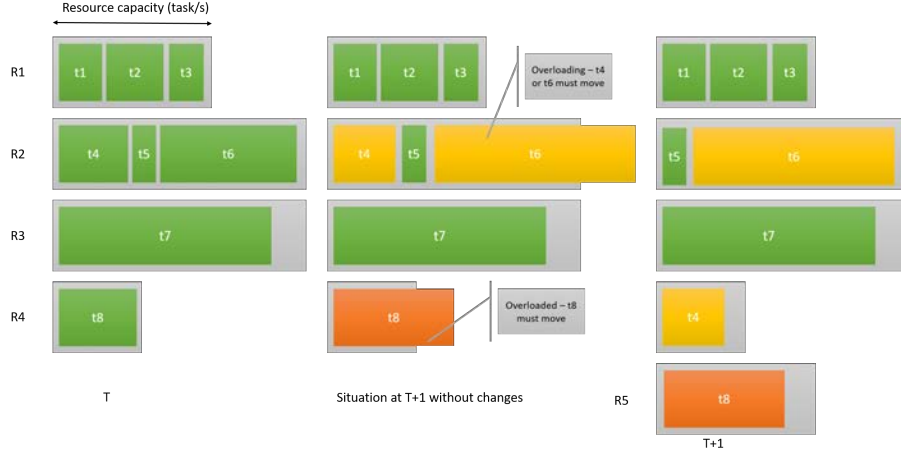 Resource capacity (task/s)
R1
t1 t2 t3
t1 t2 t3
Overloading – t4
or t6 must move
t1 t2 t3
R2
t4 t5 t6
t4 t5 t6
t5 t6
R3
t7
t7
t7
R4
t8
t8
Overloaded – t8
must move
t4
T
Situation at T+1 without changes
R5
t8
T+1